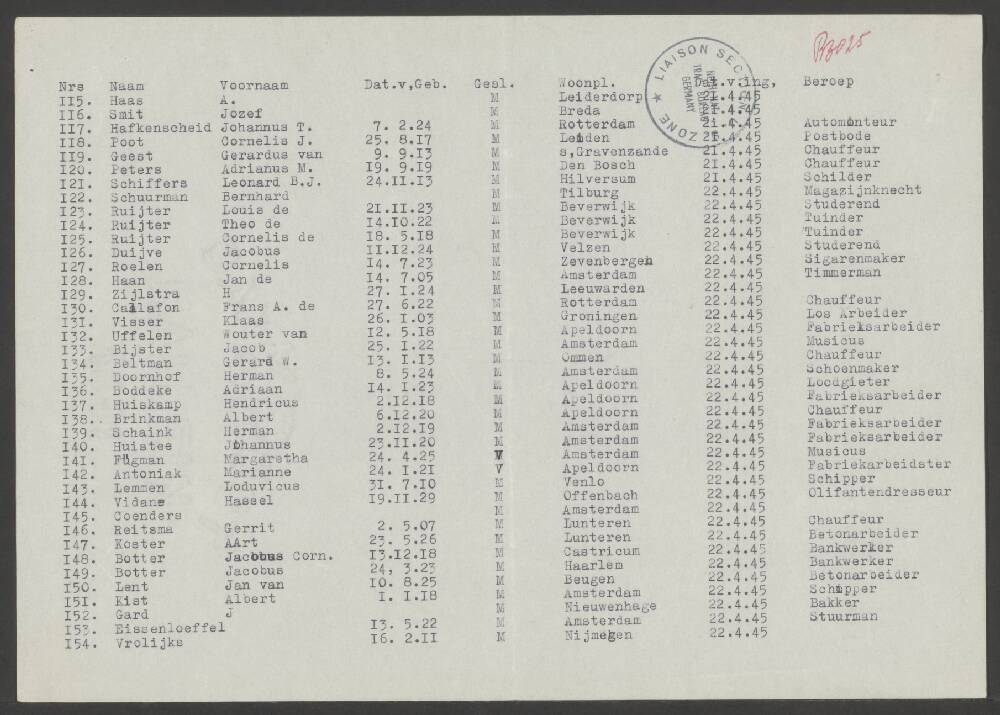 R3025
LIAISON SECTION ZONE
GERMANY
Nrs Naam Voornaam Dat.v,Geb. Gesl. Woonpl. Dat.v.ing, Beroep
II5. Haas A. M Leiderdorp 2I.4.45
II6. Smit Jozef M Breda 2I.4.45
II7. Hafkenscheid Johannus T. 7. 2.24 M Rotterdam 2I.4.45 Automonteur
II8. Poot Cornelis J. 25. 8.I7 M Leiden 2I.4.45 Postbode
II9. Geest Gerardus van 9. 9.I3 M s,Gravenzande 2I.4.45 Chauffeur
I20. Peters Adrianus M. I9. 9.I9 M Den Bosch 2I.4.45 Chauffeur
I2I. Schiffers Leonard B.J. 24.II.I3 M Hilversum 2I.4.45 Schilder
I22. Schuurman Bernhard M Tilburg 22.4.45 Magazijnknecht
I23. Ruijter Louis de 2I.II.23 M Beverwijk 22.4.45 Studerend
I24. Ruijter Theo de I4.I0.22 M Beverwijk 22.4.45 Tuinder
I25. Ruijter Cornelis de I8. 5.I8 M Beverwijk 22.4.45 Tuinder
I26. Duijve Jacobus II.I2.24 M Velzen 22.4.45 Studerend
I27. Roelen Cornelis I4. 7.23 M Zevenbergen 22.4.45 Sigarenmaker
I28. Haan Jan de I4. 7.05 M Amsterdam 22.4.45 Timmerman
I29. Zijlstra H 27. I.24 M Leeuwarden 22.4.45
I30. Callafon Frans A. de 27. 6.22 M Rotterdam 22.4.45 Chauffeur
I3I. Visser Klaas 26. I.03 M Groningen 22.4.45 Los Arbeider
I32. Uffelen Wouter van I2. 5.I8 M Apeldoorn 22.4.45 Fabrieksarbeider
I33. Bijster Jacob 25. I.22 M Amsterdam 22.4.45 Musicus
I34. Beltman Gerard W. I3. I.I3 M Ommen 22.4.45 Chauffeur
I35. Doornhof Herman 8. 5.24 M Amsterdam 22.4.45 Schoenmaker
I36. Boddeke Adriaan I4. I.23 M Apeldoorn 22.4.45 Loodgieter
I37. Huiskamp Hendricus 2.I2.I8 M Apeldoorn 22.4.45 Fabrieksarbeider
I38.. Brinkman Albert 6.I2.20 M Apeldoorn 22.4.45 Chauffeur
I39. Schaink Herman 2.I2.I9 M Amsterdam 22.4.45 Fabrieksarbeider
I40. Huistee Johannus 23.II.20 M Amsterdam 22.4.45 Fabrieksarbeider
I4I. Fügman Margaretha 24. 4.25 V Amsterdam 22.4.45 Musicus
I42. Antoniak Marianne 24. I.2I V Apeldoorn 22.4.45 Fabriekarbeidster
I43. Lemmen Loduvicus 3I. 7.I0 M Venlo 22.4.45 Schipper
I44. Vidane Hassel I9.II.29 M Offenbach 22.4.45 Olifantendresseur
I45. Coenders M Amsterdam 22.4.45
I46. Reitsma Gerrit 2. 5.07 M Lunteren 22.4.45 Chauffeur
I47. Koster AArt 23. 5.26 M Lunteren 22.4.45 Betonarbeider
I48. Botter Jacobus Corn. I3.I2.I8 M Castricum 22.4.45 Bankwerker
I49. Botter Jacobus 24, 3.23 M Haarlem 22.4.45 Bankwerker
I50. Lent Jan van I0. 8.25 M Beugen 22.4.45 Betonarbeider
I5I. Kist Albert I. I.I8 M Amsterdam 22.4.45 Schipper
I52. Gard J M Nieuwenhage 22.4.45 Bakker
I53. Eissenloeffel I3. 5.22 M Amsterdam 22.4.45 Stuurman
I54. Vrolijks I6. 2.II M Nijmegen 22.4.45